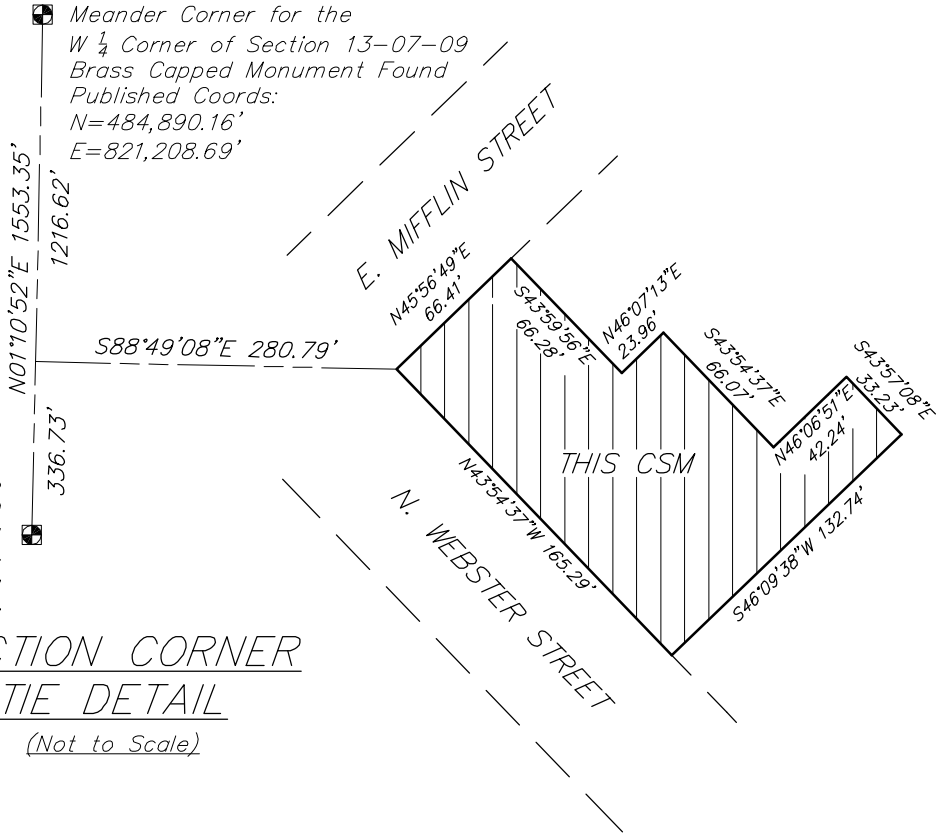 Meander Corner for the
W 1/4 Corner of Section 13-07-09
Brass Capped Monument Found
Published Coords:
N=484,890.16'
E=821,208.69'
N01°10'52"E 1553.35'
1216.62'
336.73'
S88°49'08"E 280.79'
E. MIFFLIN STREET
N45°56'49"E
66.41'
S43°59'56"E
66.28'
N46°07'13"E
23.96'
S43°54'37"E
66.07'
N46°06'51"E
42.24'
S43°57'08"E
33.23'
THIS CSM
N43°54'37"W 165.29'
S46°09'38"W 132.74'
N. WEBSTER STREET
CTION CORNER
TIE DETAIL
(Not to Scale)